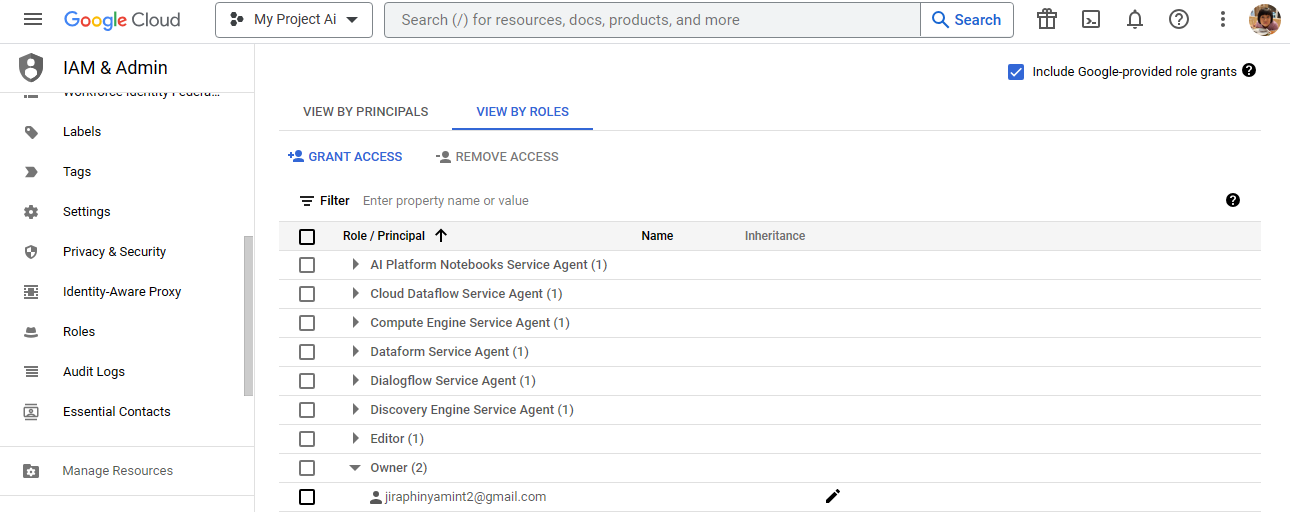 Google Cloud
My Project Ai
Search (/) for resources, docs, products, and more
Search
IAM & Admin
Workforce Identity Federa...
Labels
Tags
Settings
Privacy & Security
Identity-Aware Proxy
Roles
Audit Logs
Essential Contacts
Manage Resources
Include Google-provided role grants
VIEW BY PRINCIPALS VIEW BY ROLES
GRANT ACCESS REMOVE ACCESS
Filter Enter property name or value
Role / Principal Name Inheritance
AI Platform Notebooks Service Agent (1)
Cloud Dataflow Service Agent (1)
Compute Engine Service Agent (1)
Dataform Service Agent (1)
Dialogflow Service Agent (1)
Discovery Engine Service Agent (1)
Editor (1)
Owner (2)
jiraphinyamint2@gmail.com